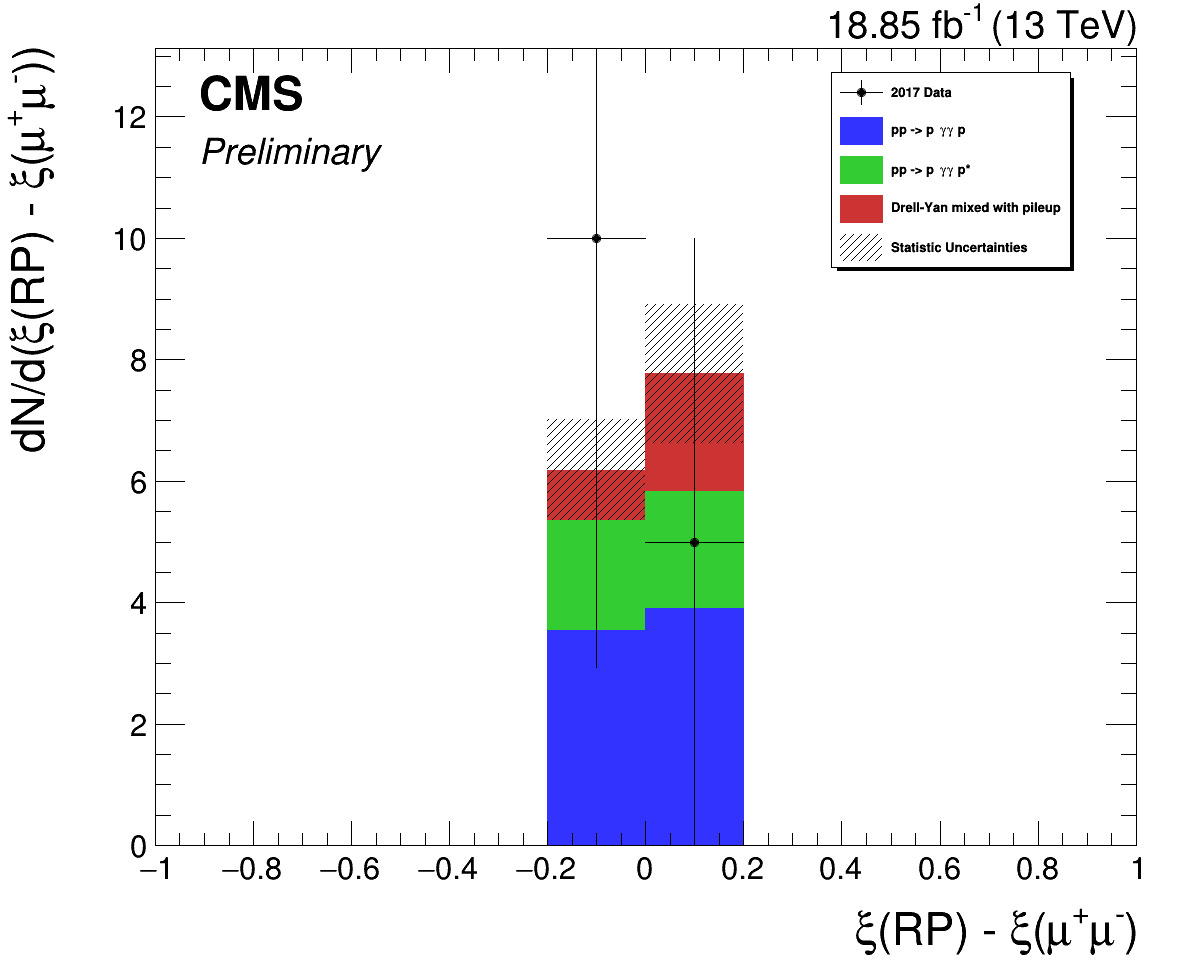 18.85 fb⁻¹ (13 TeV)
CMS
Preliminary
2017 Data
pp -> p γγ p
pp -> p γγ p*
Drell-Yan mixed with pileup
Statistic Uncertainties
dN/d(ξ(RP) - ξ(μ⁺μ⁻))
12
10
8
6
4
2
0
−1 −0.8 −0.6 −0.4 −0.2 0 0.2 0.4 0.6 0.8 1
ξ(RP) - ξ(μ⁺μ⁻)